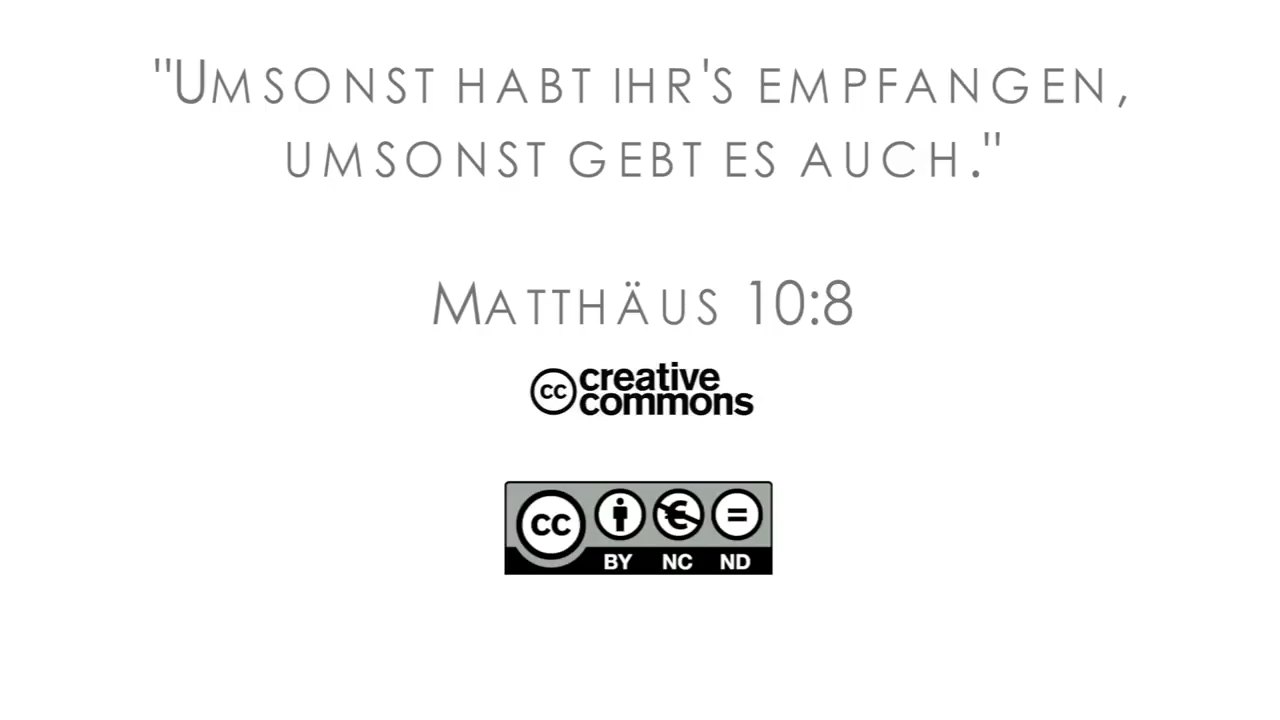 "Umsonst habt ihr's empfangen,
umsonst gebt es auch."
Matthäus 10:8
cc creative
commons
cc BY NC ND